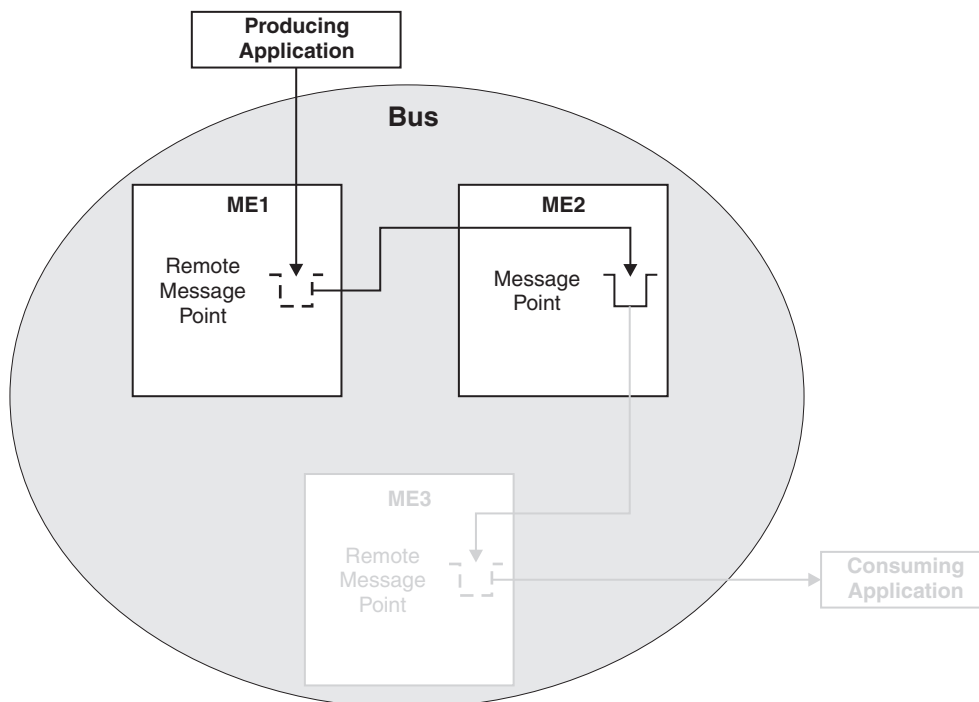 Producing
Application
Bus
ME1
Remote
Message
Point
ME2
Message
Point
ME3
Remote
Message
Point
Consuming
Application